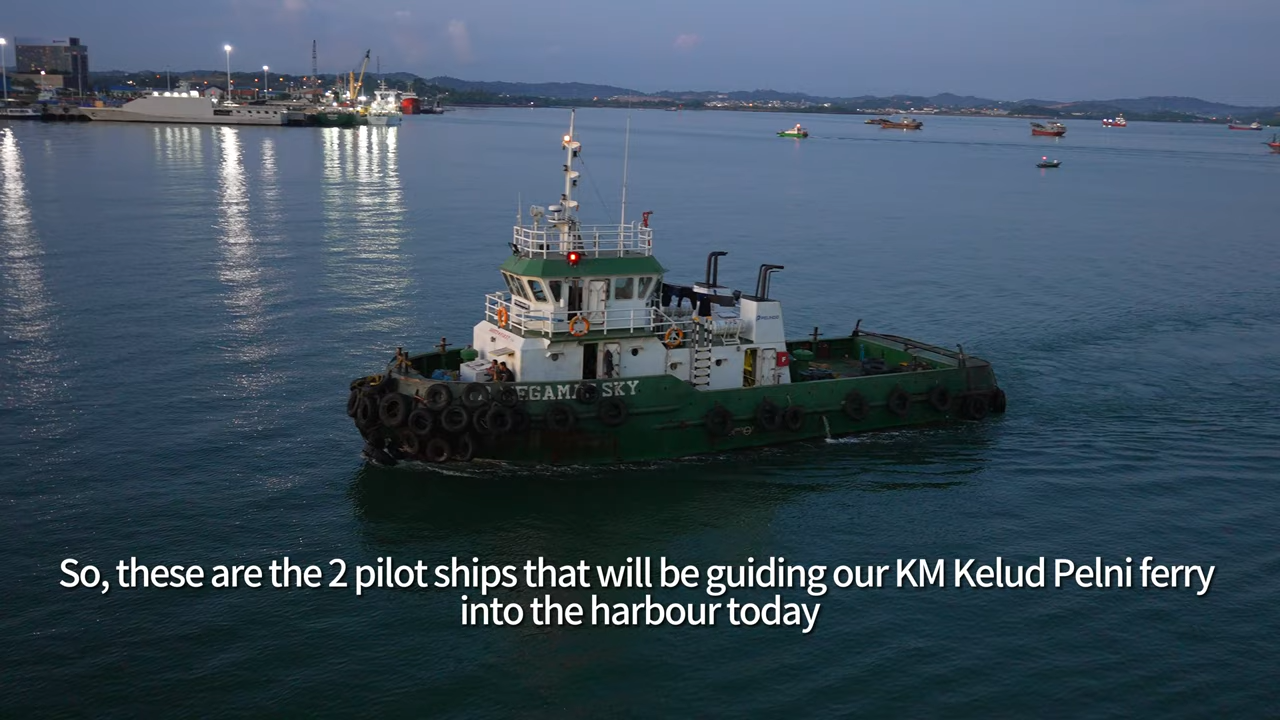 SKY
So, these are the 2 pilot ships that will be guiding our KM Kelud Pelni ferry
into the harbour today